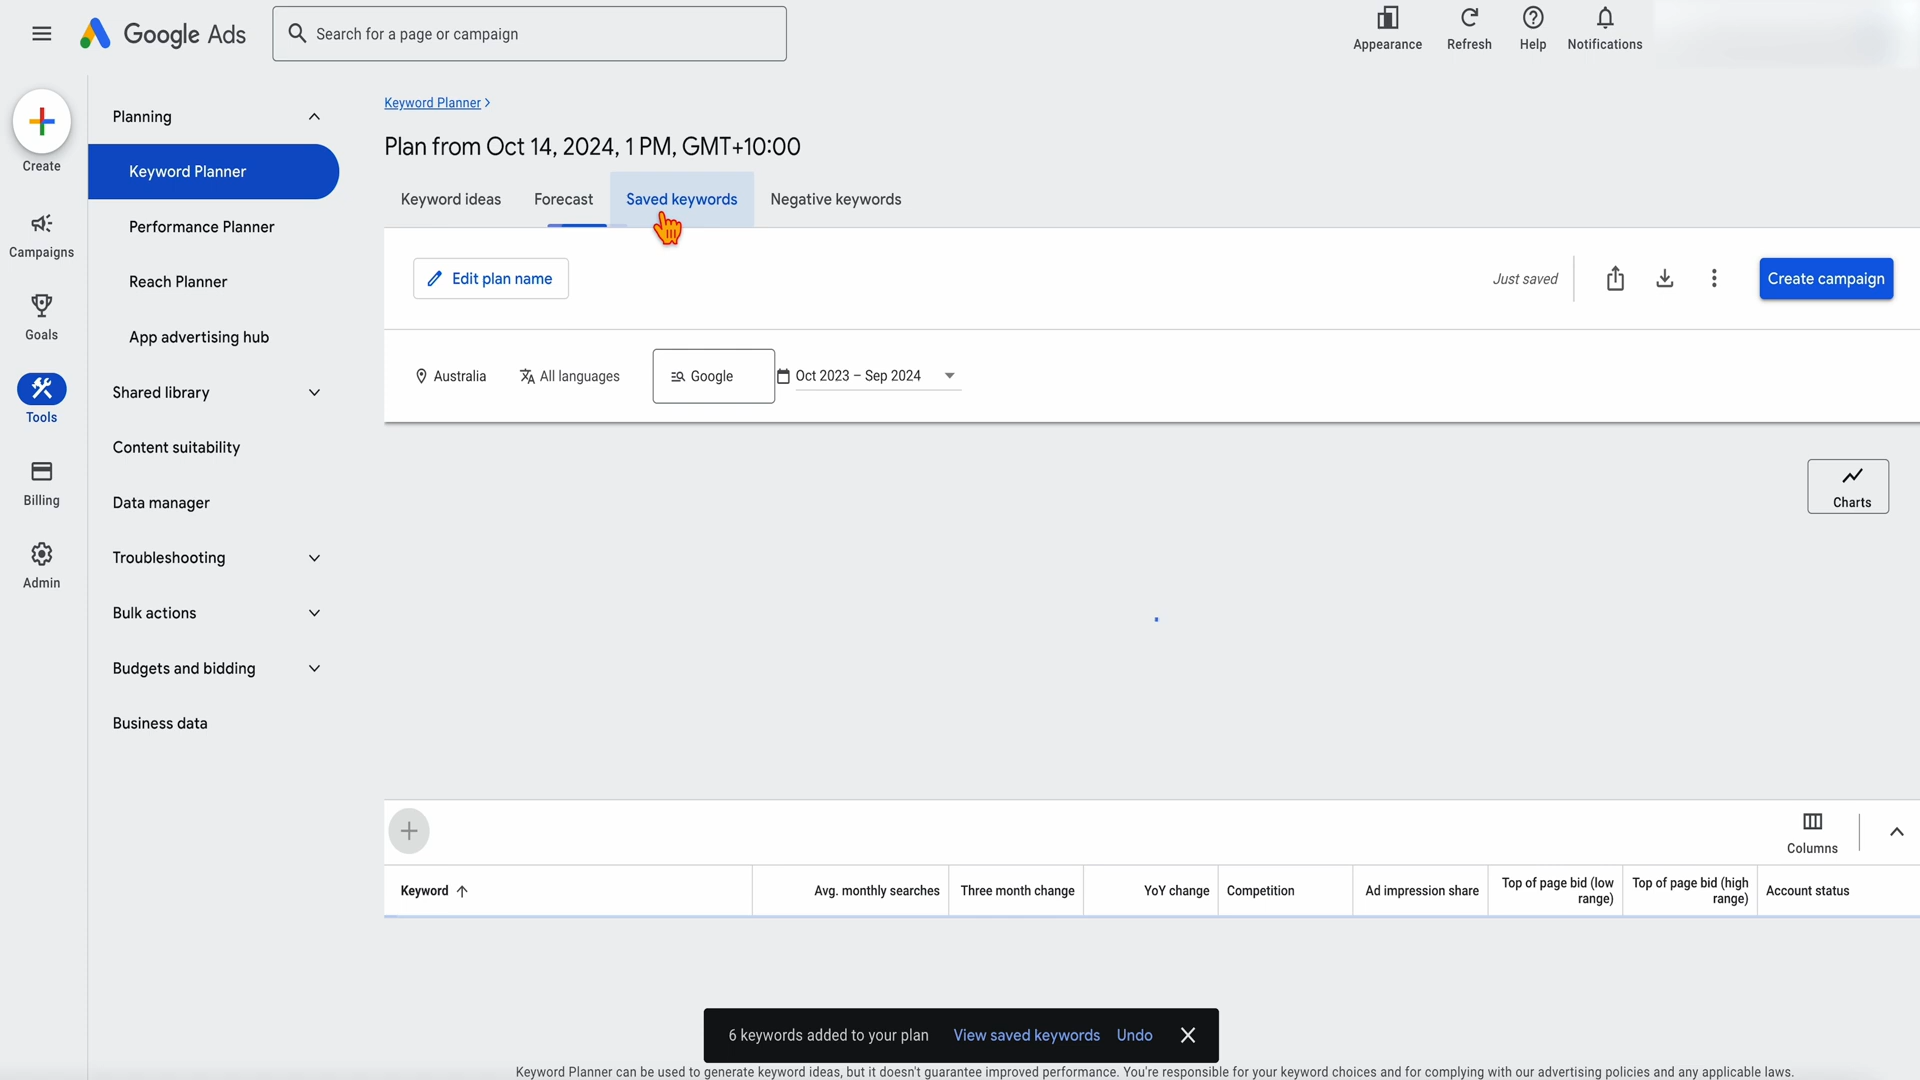 Google Ads
Search for a page or campaign
Appearance
Refresh
Help
Notifications
Create
Campaigns
Goals
Tools
Billing
Admin
Planning
Keyword Planner
Performance Planner
Reach Planner
App advertising hub
Shared library
Content suitability
Data manager
Troubleshooting
Bulk actions
Budgets and bidding
Business data
Keyword Planner
Plan from Oct 14, 2024, 1 PM, GMT+10:00
Keyword ideas
Forecast
Saved keywords
Negative keywords
Edit plan name
Just saved
Create campaign
Australia
All languages
Google
Oct 2023 – Sep 2024
Charts
Columns
Keyword
Avg. monthly searches
Three month change
YoY change
Competition
Ad impression share
Top of page bid (low
range)
Top of page bid (high
range)
Account status
6 keywords added to your plan
View saved keywords
Undo
Keyword Planner can be used to generate keyword ideas, but it doesn't guarantee improved performance. You're responsible for your keyword choices and for complying with our advertising policies and any applicable laws.